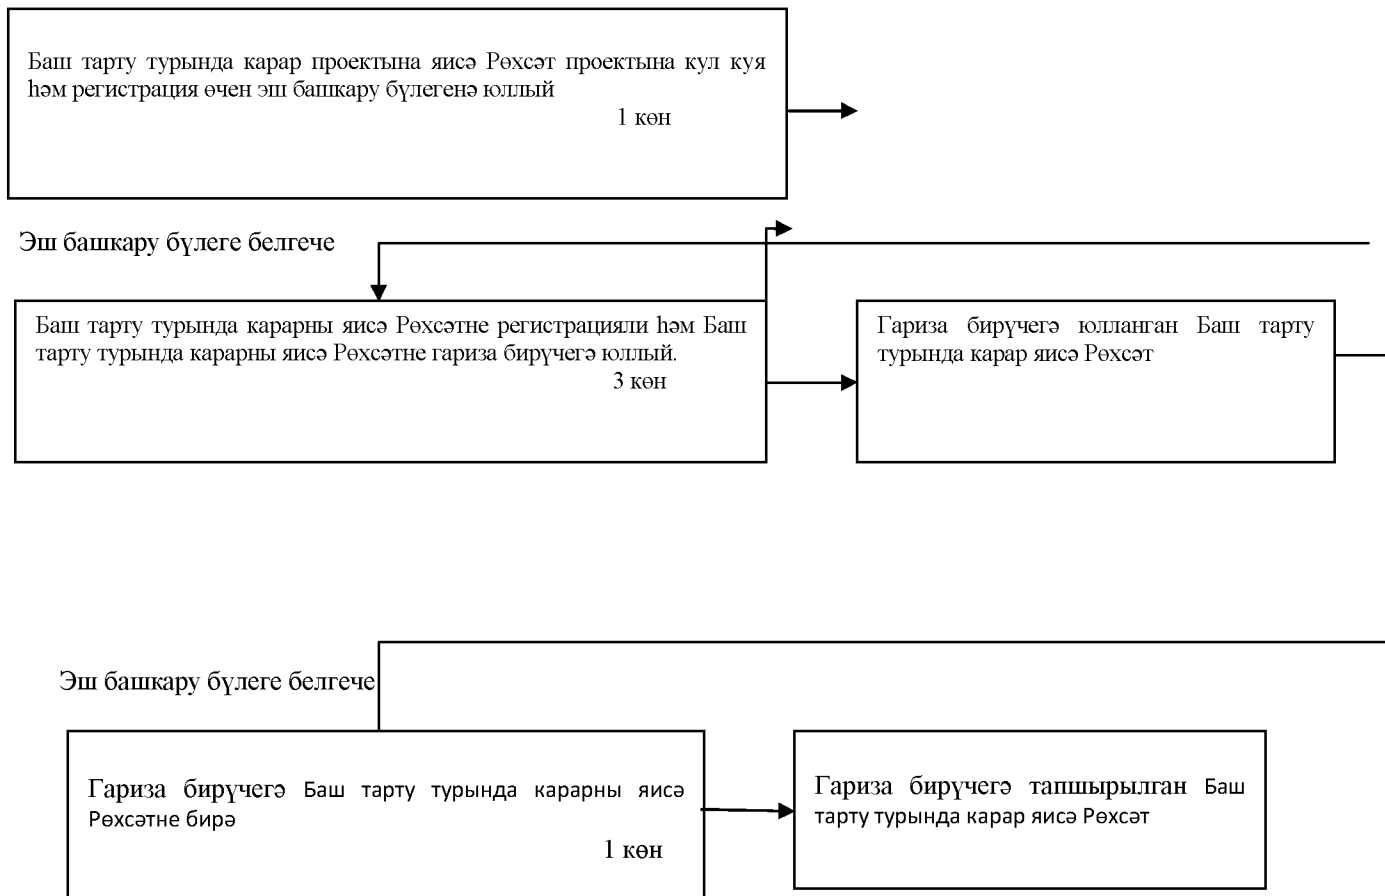 Баш тарту турында карар проектына яисә Рөхсәт проектына кул куя
һәм регистрация өчен эш башкару бүлегенә юллый
1 көн
Эш башкару бүлеге белгече
Баш тарту турында карарны яисә Рөхсәтне регистрацияли һәм Баш
тарту турында карарны яисә Рөхсәтне гариза бирүчегә юллый.
3 көн
Гариза бирүчегә юлланган Баш тарту
турында карар яисә Рөхсәт
Эш башкару бүлеге белгече
Гариза бирүчегә Баш тарту турында карарны яисә
Рөхсәтне бирә
1 көн
Гариза бирүчегә тапшырылган Баш
тарту турында карар яисә Рөхсәт